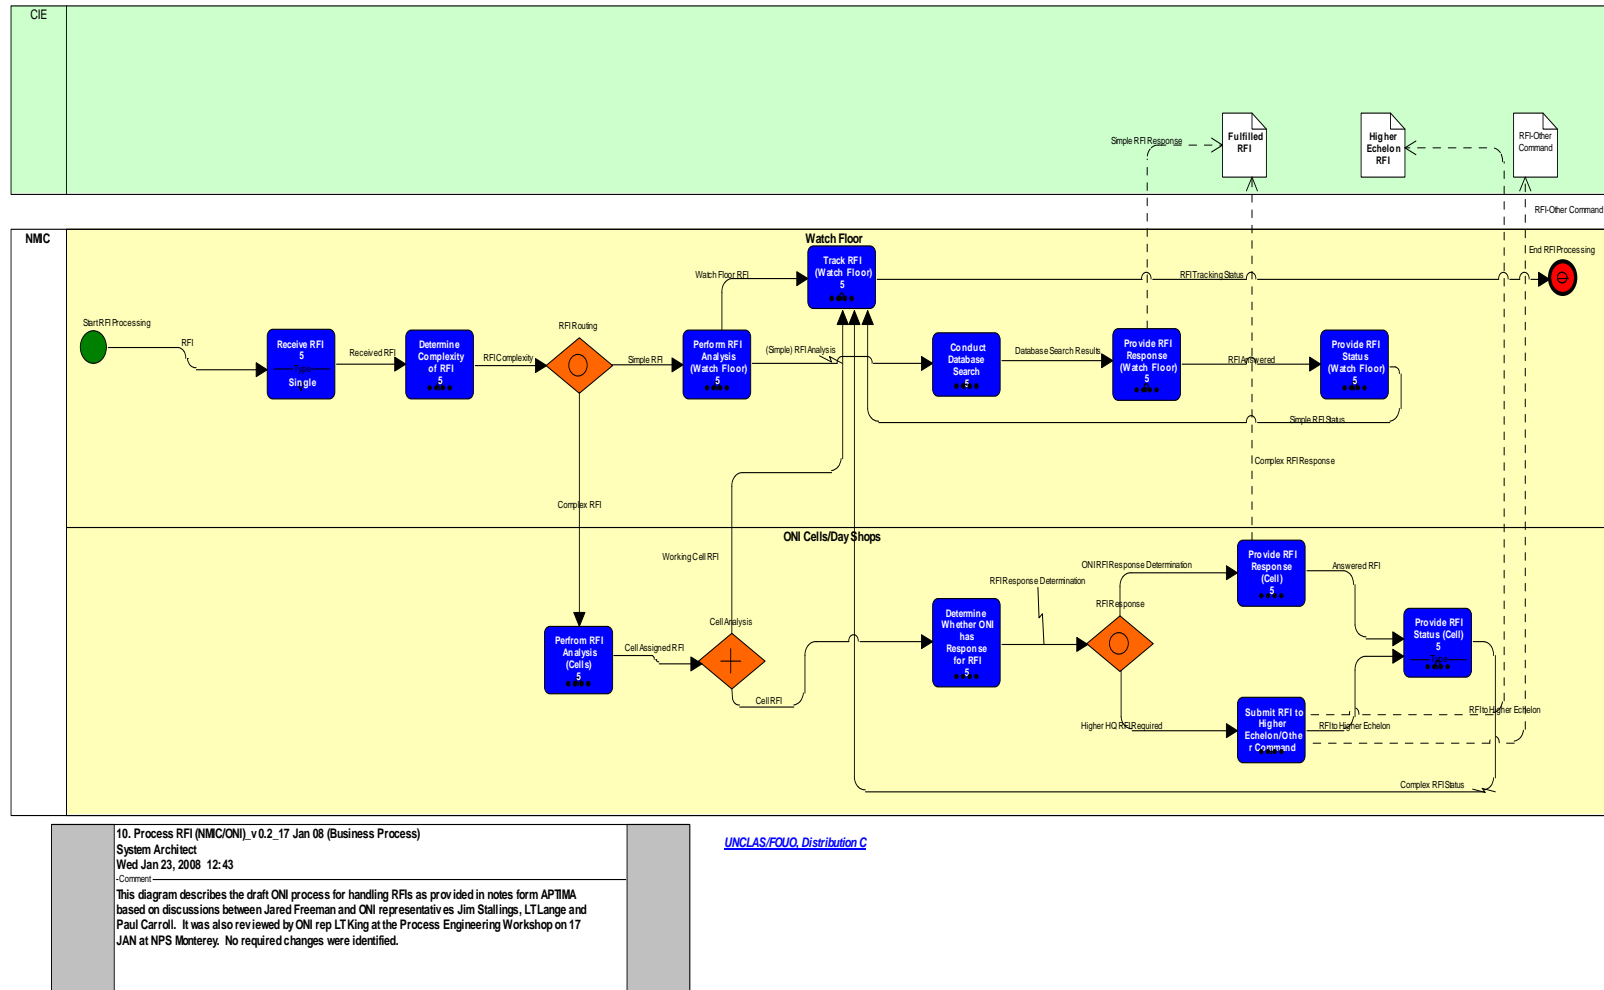 CIE
Fulfilled
RFI
Higher
Echelon
RFI
RFI-Other
Command
Simple RFI Response
RFI-Other Command
NMIC
Watch Floor
End RFI Processing
Track RFI
(Watch Floor)
5
Watch Floor RFI
RFI Tracking Status
Start RFI Processing
RFI
Receive RFI
5
Single
Received RFI
Determine
Complexity
of RFI
5
RFI Complexity
RFI Routing
Simple RFI
Perform RFI
Analysis
(Watch Floor)
5
(Simple) RFI Analysis
Conduct
Database
Search
5
Database Search Results
Provide RFI
Response
(Watch Floor)
5
RFI Answered
Provide RFI
Status
(Watch Floor)
5
Simple RFI Status
Complex RFI Response
Complex RFI
ONI Cells/Day Shops
Working Cell RFI
Perfrom RFI
Analysis
(Cells)
5
Cell Assigned RFI
Cell Analysis
Cell RFI
Determine
Whether ONI
has
Response
for RFI
5
RFI Response Determination
ONI RFI Response Determination
RFI Response
Higher HQ RFI Required
Provide RFI
Response
(Cell)
5
Answered RFI
Provide RFI
Status (Cell)
5
Submit RFI to
Higher
Echelon/Othe
r Command
RFI to Higher Echelon
RFI to Higher Echelon
Complex RFI Status
10. Process RFI (NMIC/ONI)_v0.2_17 Jan 08 (Business Process)
System Architect
Wed Jan 23, 2008 12:43
Comment
This diagram describes the draft ONI process for handling RFIs as provided in notes form APTIMA
based on discussions between Jared Freeman and ONI representatives Jim Stallings, LT Lange and
Paul Carroll. It was also reviewed by ONI rep LT King at the Process Engineering Workshop on 17
JAN at NPS Monterey. No required changes were identified.
UNCLAS/FOUO, Distribution C